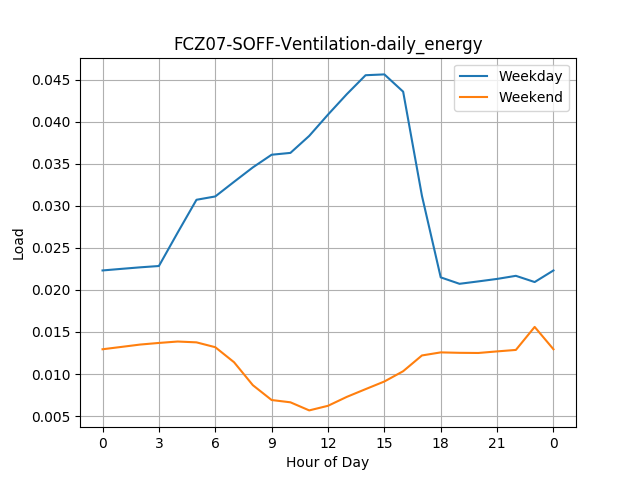 FCZ07-SOFF-Ventilation-daily_energy
Weekday
Weekend
0.045
0.040
0.035
0.030
0.025
0.020
0.015
0.010
0.005
Load
0 3 6 9 12 15 18 21 0
Hour of Day